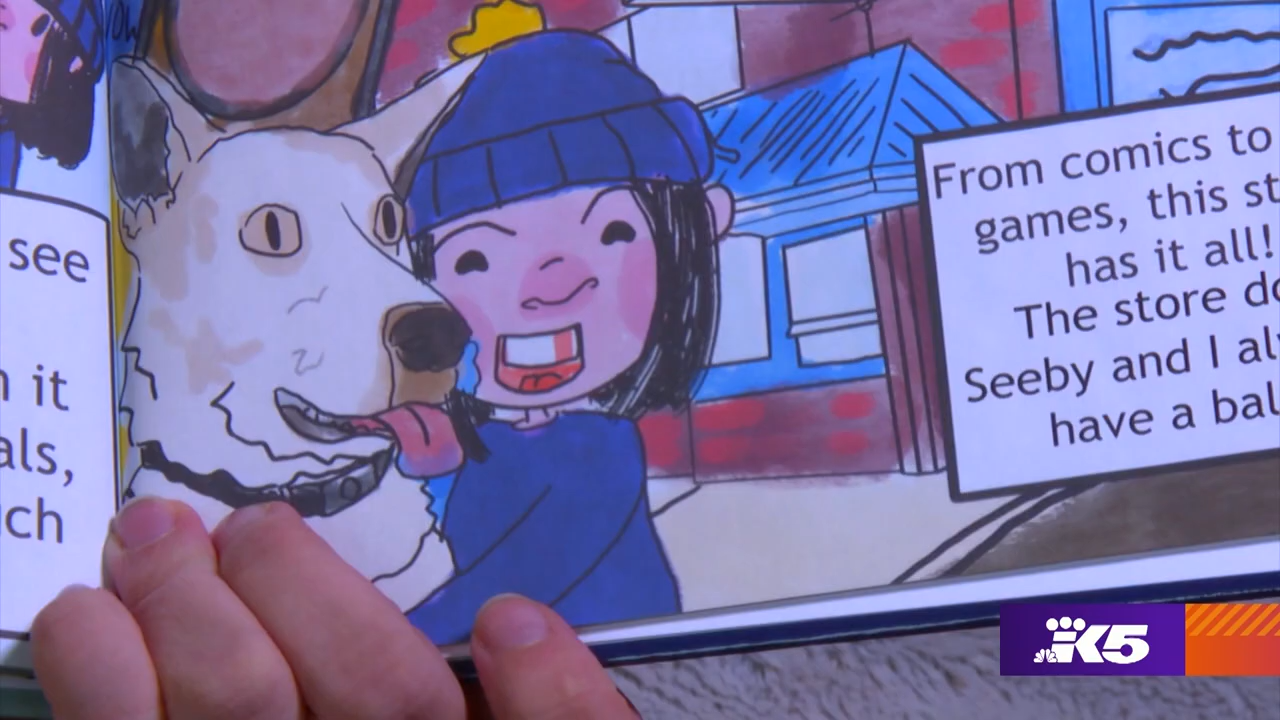 see
it
ls,
ch
From comics to
games, this st
has it all!
The store do
Seeby and I al
have a bal
K5